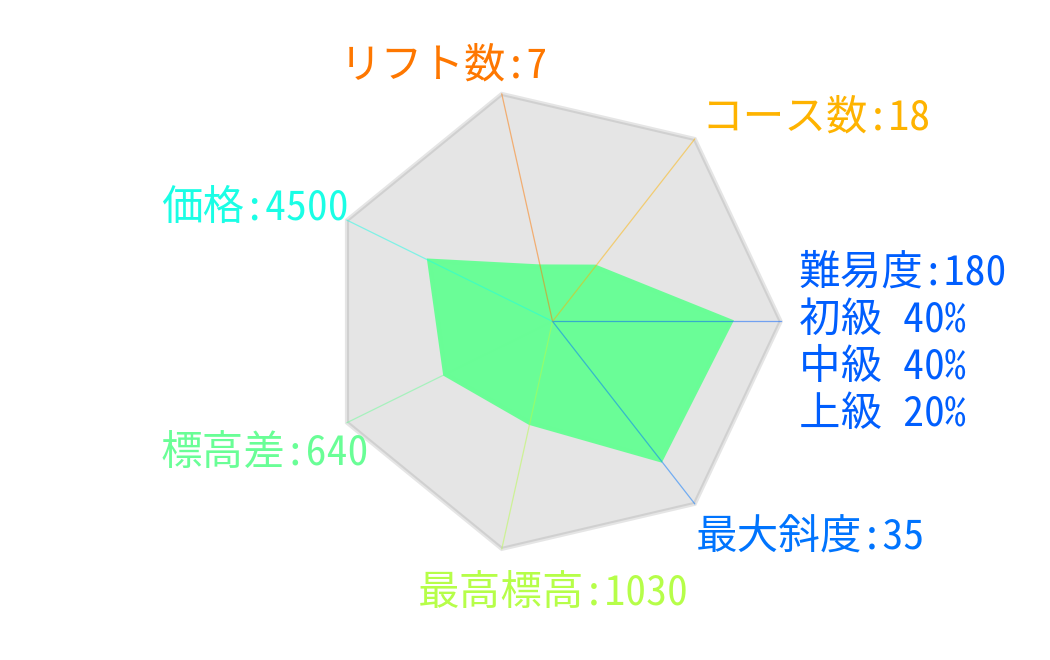 リフト数:7
コース数:18
価格:4500
難易度:180
初級 40%
中級 40%
上級 20%
標高差:640
最大斜度:35
最高標高:1030